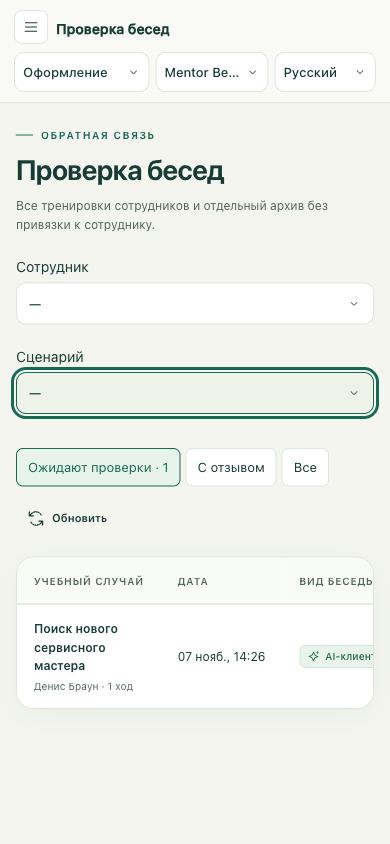 Проверка бесед
Оформление
Mentor Be...
Русский
ОБРАТНАЯ СВЯЗЬ
Проверка бесед
Все тренировки сотрудников и отдельный архив без
привязки к сотруднику.
Сотрудник
—
Сценарий
—
Ожидают проверки · 1
С отзывом
Все
Обновить
УЧЕБНЫЙ СЛУЧАЙ
ДАТА
ВИД БЕСЕДЫ
Поиск нового
сервисного
мастера
Денис Браун · 1 ход
07 нояб., 14:26
AI-клиент